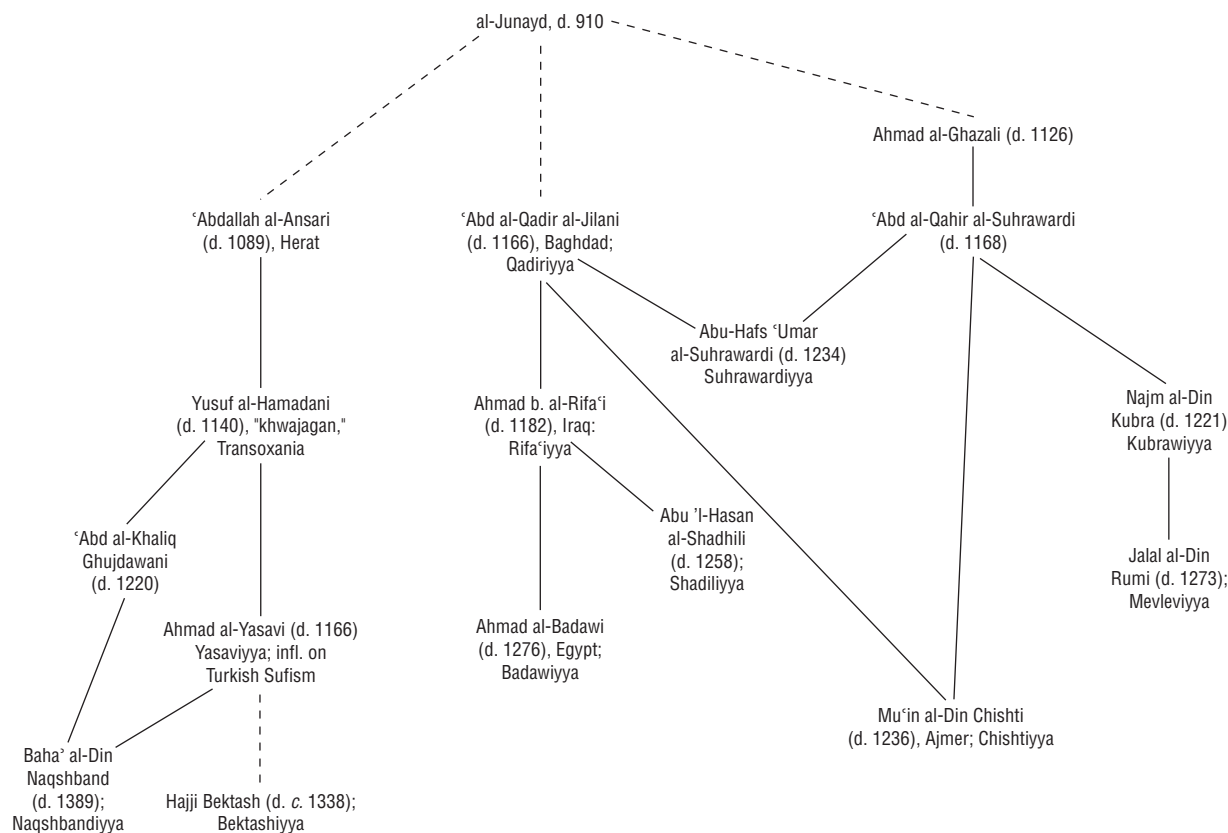 al-Junayd, d. 910
Ahmad al-Ghazali (d. 1126)
ʿAbdallah al-Ansari
(d. 1089), Herat
ʿAbd al-Qadir al-Jilani
(d. 1166), Baghdad;
Qadiriyya
ʿAbd al-Qahir al-Suhrawardi
(d. 1168)
Abu-Hafs ʿUmar
al-Suhrawardi (d. 1234)
Suhrawardiyya
Yusuf al-Hamadani
(d. 1140), "khwajagan,"
Transoxania
Ahmad b. al-Rifaʿi
(d. 1182), Iraq:
Rifaʿiyya
Najm al-Din
Kubra (d. 1221)
Kubrawiyya
ʿAbd al-Khaliq
Ghujdawani
(d. 1220)
Abu ʾl-Hasan
al-Shadhili
(d. 1258);
Shadiliyya
Jalal al-Din
Rumi (d. 1273);
Mevleviyya
Ahmad al-Yasavi (d. 1166)
Yasaviyya; infl. on
Turkish Sufism
Ahmad al-Badawi
(d. 1276), Egypt;
Badawiyya
Muʿin al-Din Chishti
(d. 1236), Ajmer; Chishtiyya
Bahaʾ al-Din
Naqshband
(d. 1389);
Naqshbandiyya
Hajji Bektash (d. c. 1338);
Bektashiyya